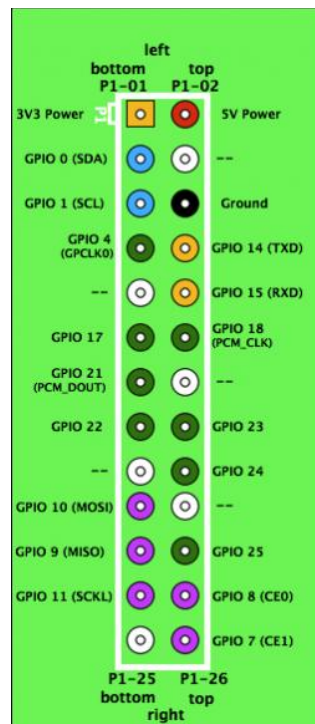 left
bottom top
P1-01 P1-02
3V3 Power P1 5V Power
GPIO 0 (SDA) --
GPIO 1 (SCL) Ground
GPIO 4 GPIO 14 (TXD)
(GPCLK0)
-- GPIO 15 (RXD)
GPIO 17 GPIO 18
(PCM_CLK)
GPIO 21 --
(PCM_DOUT)
GPIO 22 GPIO 23
-- GPIO 24
GPIO 10 (MOSI) --
GPIO 9 (MISO) GPIO 25
GPIO 11 (SCKL) GPIO 8 (CE0)
GPIO 7 (CE1)
P1-25 P1-26
bottom top
right